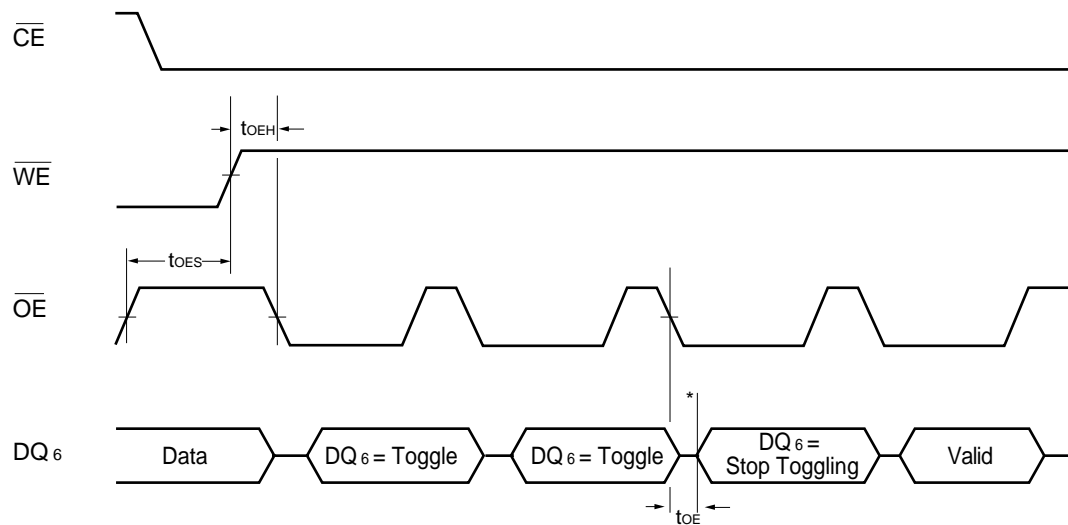 CE
tOEH
WE
tOES
OE
*
DQ6
Data
DQ6 = Toggle
DQ6 = Toggle
DQ6 =
Stop Toggling
Valid
tOE